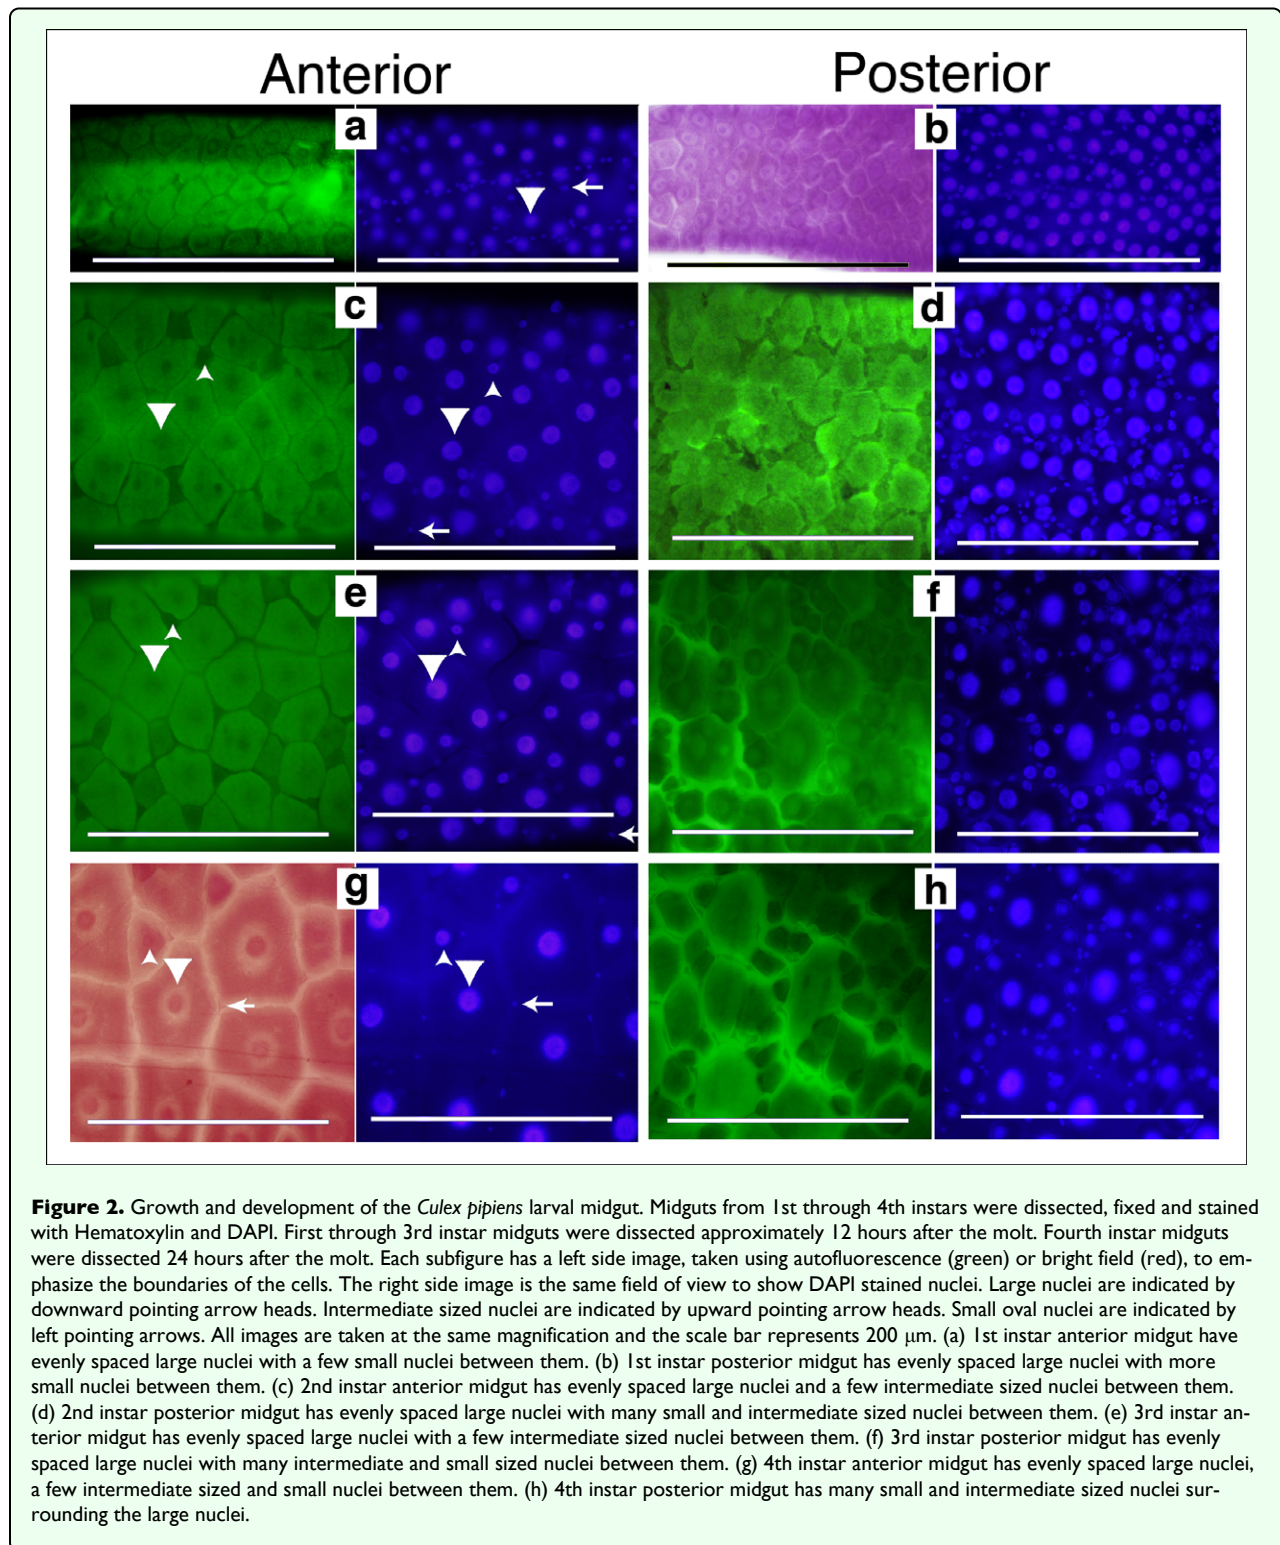 Anterior
Posterior
a
b
c
d
e
f
g
h
Figure 2. Growth and development of the Culex pipiens larval midgut. Midguts from 1st through 4th instars were dissected, fixed and stained
with Hematoxylin and DAPI. First through 3rd instar midguts were dissected approximately 12 hours after the molt. Fourth instar midguts
were dissected 24 hours after the molt. Each subfigure has a left side image, taken using autofluorescence (green) or bright field (red), to em-
phasize the boundaries of the cells. The right side image is the same field of view to show DAPI stained nuclei. Large nuclei are indicated by
downward pointing arrow heads. Intermediate sized nuclei are indicated by upward pointing arrow heads. Small oval nuclei are indicated by
left pointing arrows. All images are taken at the same magnification and the scale bar represents 200 μm. (a) 1st instar anterior midgut have
evenly spaced large nuclei with a few small nuclei between them. (b) 1st instar posterior midgut has evenly spaced large nuclei with more
small nuclei between them. (c) 2nd instar anterior midgut has evenly spaced large nuclei and a few intermediate sized nuclei between them.
(d) 2nd instar posterior midgut has evenly spaced large nuclei with many small and intermediate sized nuclei between them. (e) 3rd instar an-
terior midgut has evenly spaced large nuclei with a few intermediate sized nuclei between them. (f) 3rd instar posterior midgut has evenly
spaced large nuclei with many intermediate and small sized nuclei between them. (g) 4th instar anterior midgut has evenly spaced large nuclei,
a few intermediate sized and small nuclei between them. (h) 4th instar posterior midgut has many small and intermediate sized nuclei sur-
rounding the large nuclei.